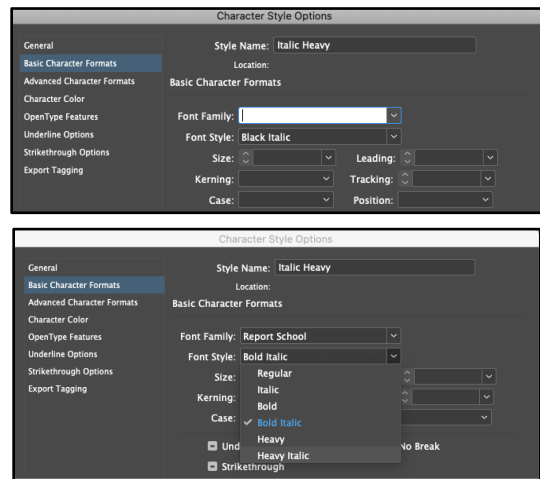 Character Style Options
General
Style Name: Italic Heavy
Basic Character Formats
Location:
Advanced Character Formats
Basic Character Formats
Character Color
OpenType Features
Font Family:
Underline Options
Font Style: Black Italic
Strikethrough Options
Size: Leading:
Export Tagging
Kerning: Tracking:
Case: Position:
Character Style Options
General
Style Name: Italic Heavy
Basic Character Formats
Location:
Advanced Character Formats
Basic Character Formats
Character Color
OpenType Features
Font Family: Report School
Underline Options
Font Style: Bold Italic
Strikethrough Options
Size: Regular
Export Tagging
Italic
Kerning: Bold
Case: Bold Italic
Heavy
Und No Break
Heavy Italic
Strikethrough